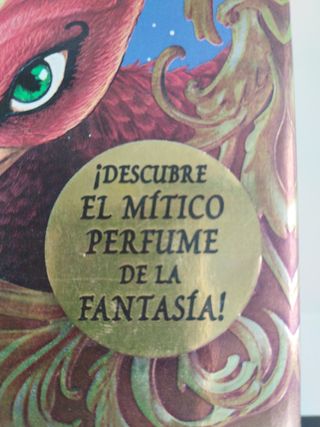 ¡DESCUBRE
EL MÍTICO
PERFUME
DE LA
FANTASÍA!